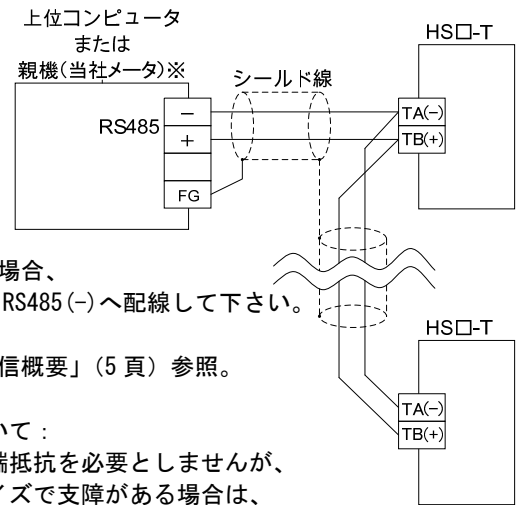 上位コンピュータ
または
親機(当社メータ)※
HS□-T
シールド線
RS485
−
+
FG
TA(−)
TB(+)
場合、
RS485(-)へ配線して下さい。
信概要」(5 頁) 参照。
HS□-T
TA(−)
TB(+)
いて：
端抵抗を必要としませんが、
イズで支障がある場合は、